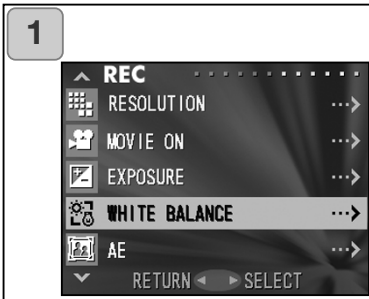 1
REC
RESOLUTION
MOVIE ON
EXPOSURE
WHITE BALANCE
AE
RETURN SELECT